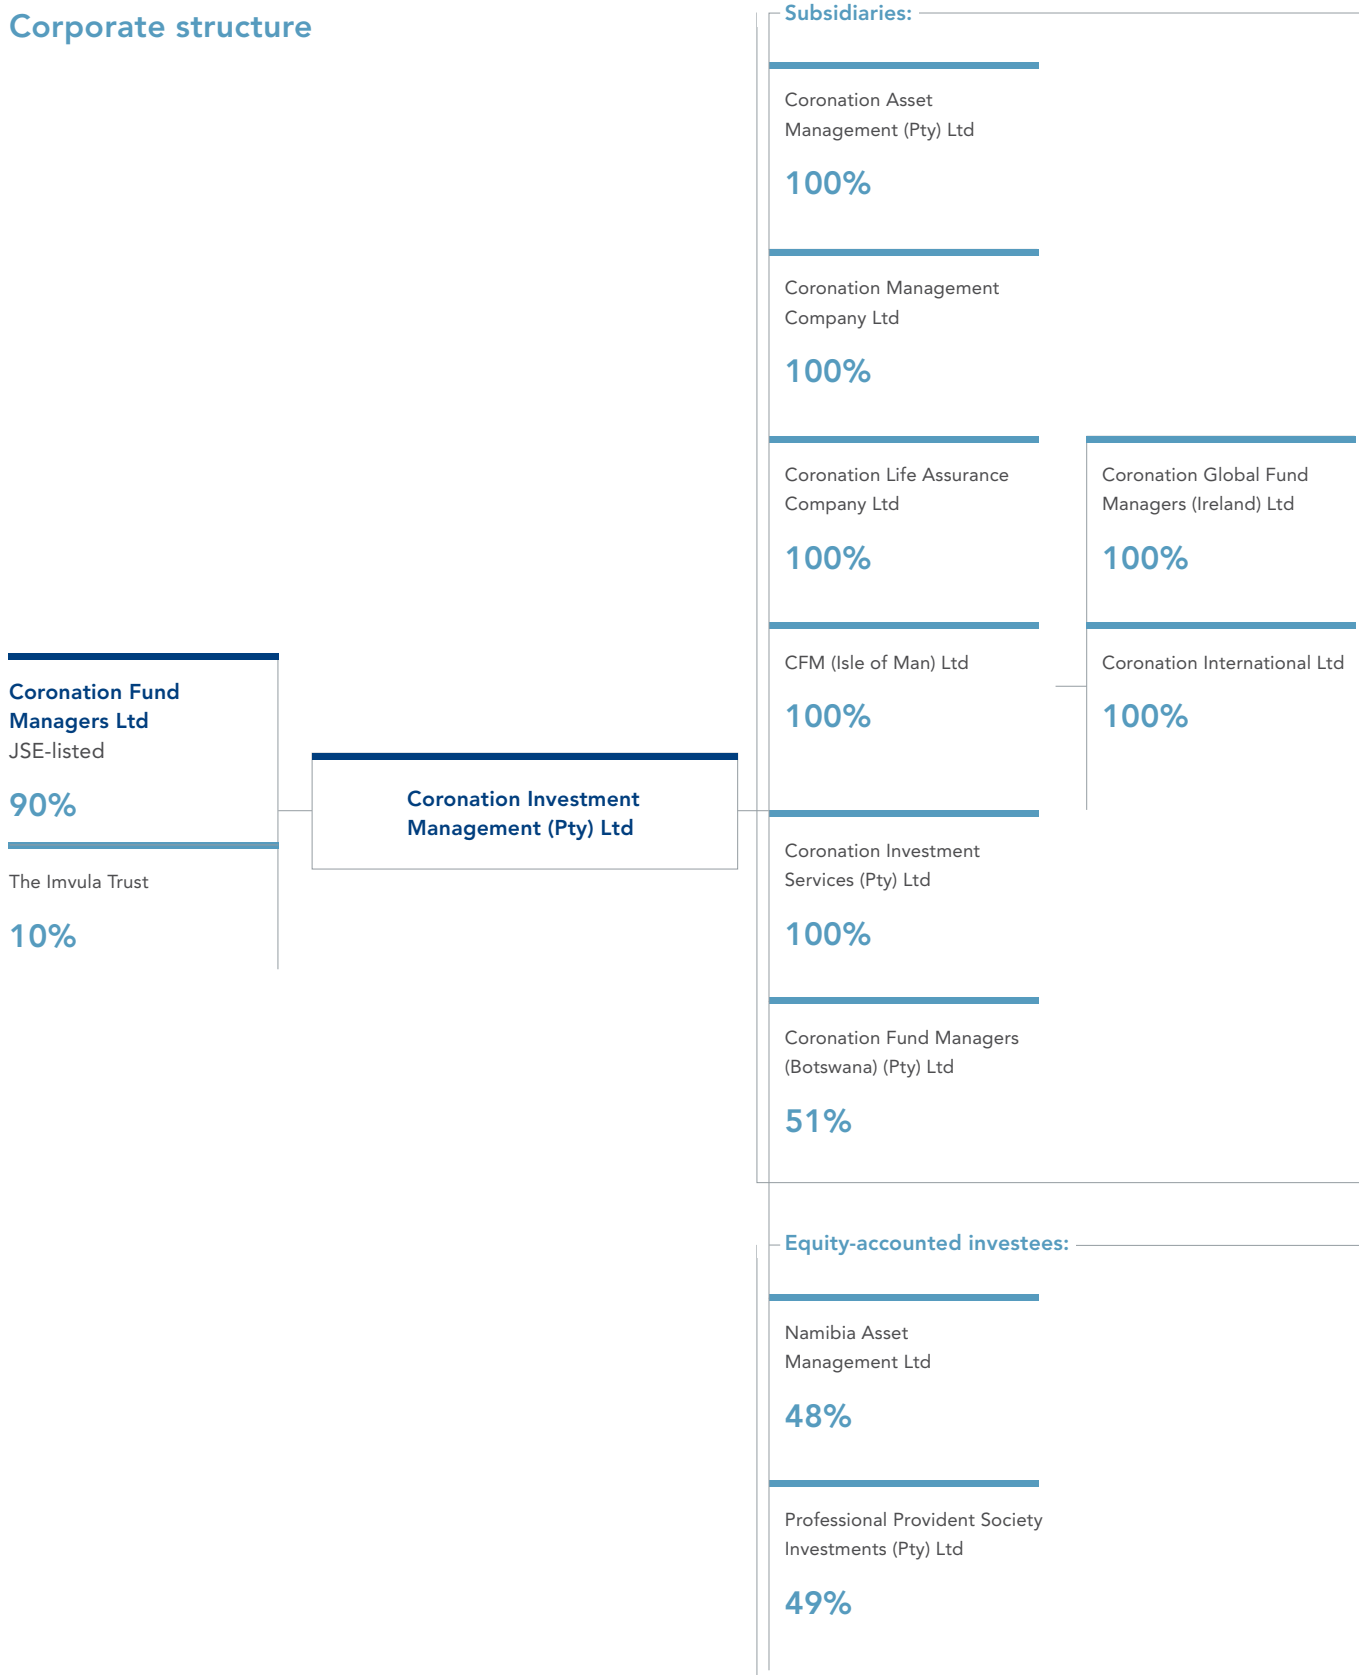 Corporate structure
Coronation Fund
Managers Ltd
JSE-listed
90%
The Imvula Trust
10%
Coronation Investment
Management (Pty) Ltd
Subsidiaries:
Coronation Asset
Management (Pty) Ltd
100%
Coronation Management
Company Ltd
100%
Coronation Life Assurance
Company Ltd
100%
CFM (Isle of Man) Ltd
100%
Coronation Global Fund
Managers (Ireland) Ltd
100%
Coronation International Ltd
100%
Coronation Investment
Services (Pty) Ltd
100%
Coronation Fund Managers
(Botswana) (Pty) Ltd
51%
Equity-accounted investees:
Namibia Asset
Management Ltd
48%
Professional Provident Society
Investments (Pty) Ltd
49%